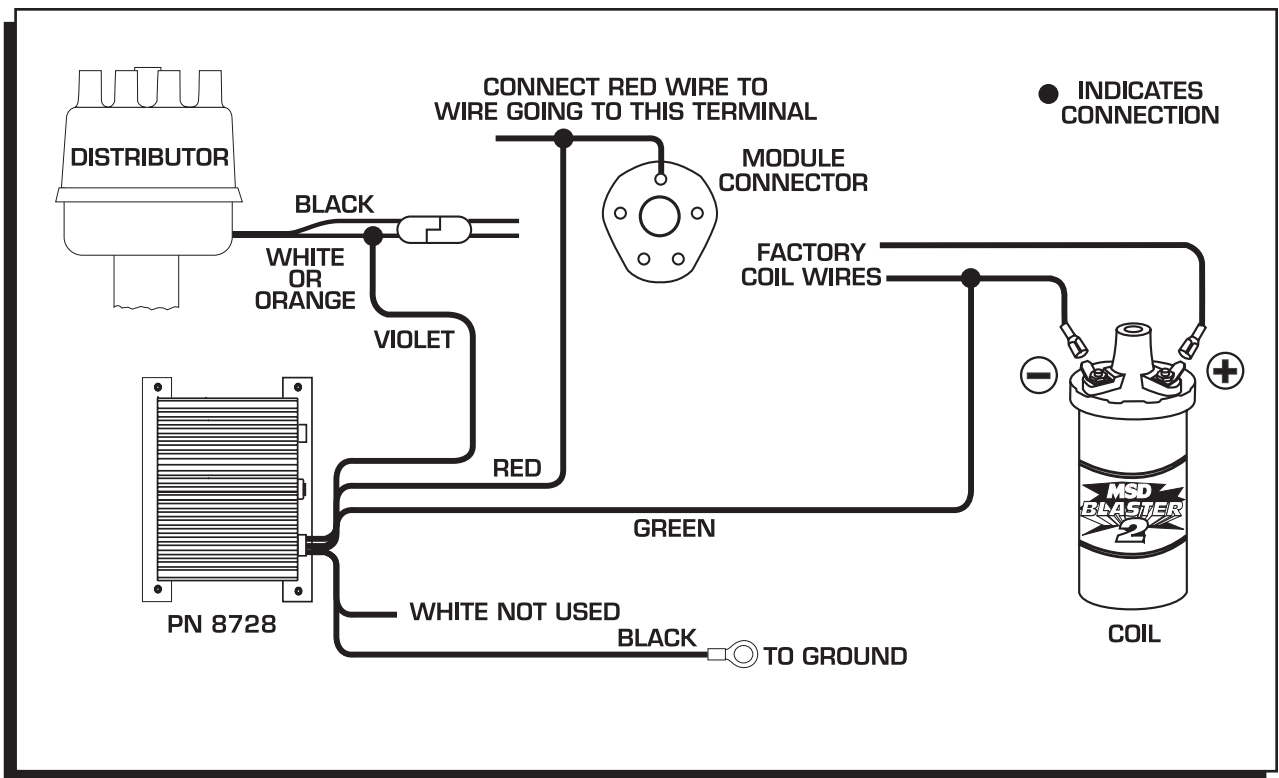 CONNECT RED WIRE TO
WIRE GOING TO THIS TERMINAL
INDICATES
CONNECTION
DISTRIBUTOR
MODULE
CONNECTOR
BLACK
WHITE
OR
ORANGE
FACTORY
COIL WIRES
VIOLET
−
+
RED
MSD
BLASTER
2
GREEN
WHITE NOT USED
PN 8728
BLACK
TO GROUND
COIL